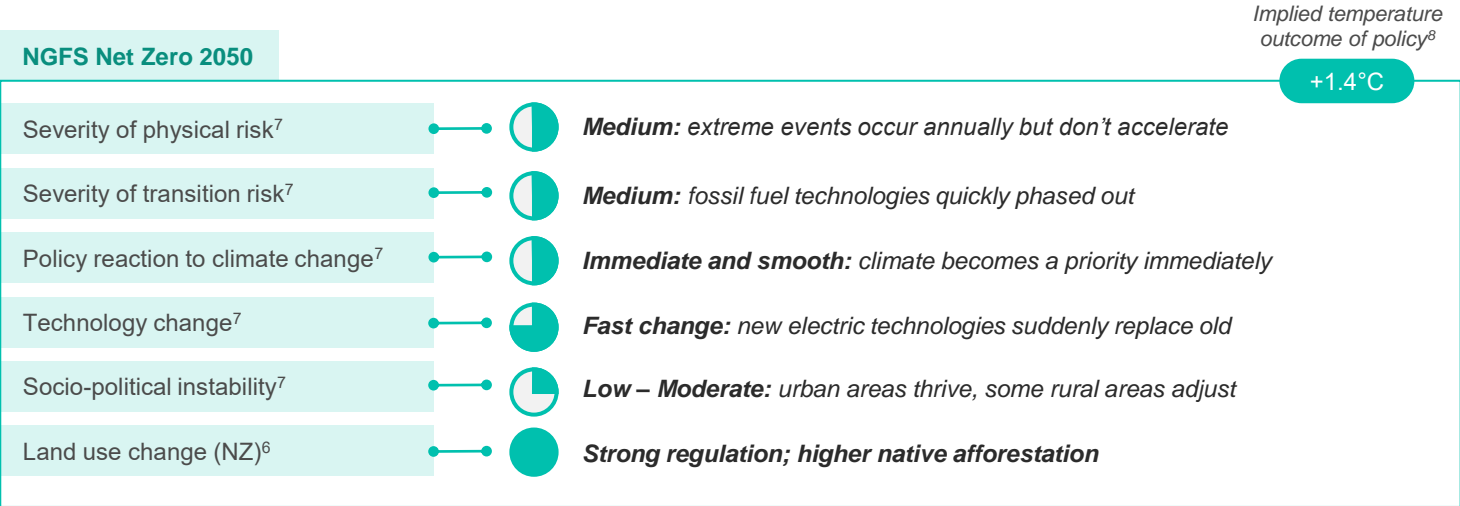 Implied temperature
outcome of policy⁸
NGFS Net Zero 2050
+1.4°C
Severity of physical risk⁷
Medium: extreme events occur annually but don’t accelerate
Severity of transition risk⁷
Medium: fossil fuel technologies quickly phased out
Policy reaction to climate change⁷
Immediate and smooth: climate becomes a priority immediately
Technology change⁷
Fast change: new electric technologies suddenly replace old
Socio-political instability⁷
Low – Moderate: urban areas thrive, some rural areas adjust
Land use change (NZ)⁶
Strong regulation; higher native afforestation